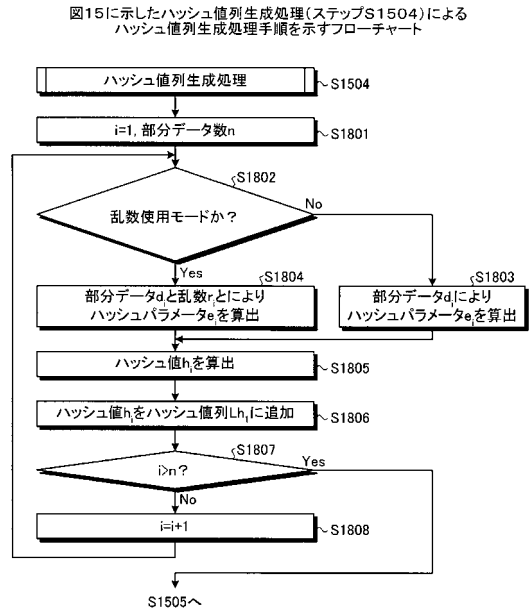 図15に示したハッシュ値列生成処理(ステップS1504)による
ハッシュ値列生成処理手順を示すフローチャート
ハッシュ値列生成処理
S1504
i=1, 部分データ数n
S1801
S1802
乱数使用モードか?
No
Yes
S1804
部分データdiと乱数riとにより
ハッシュパラメータeiを算出
S1803
部分データdiにより
ハッシュパラメータeiを算出
ハッシュ値hiを算出
S1805
ハッシュ値hiをハッシュ値列Lh1に追加
S1806
S1807
i>n?
Yes
No
i=i+1
S1808
S1505へ